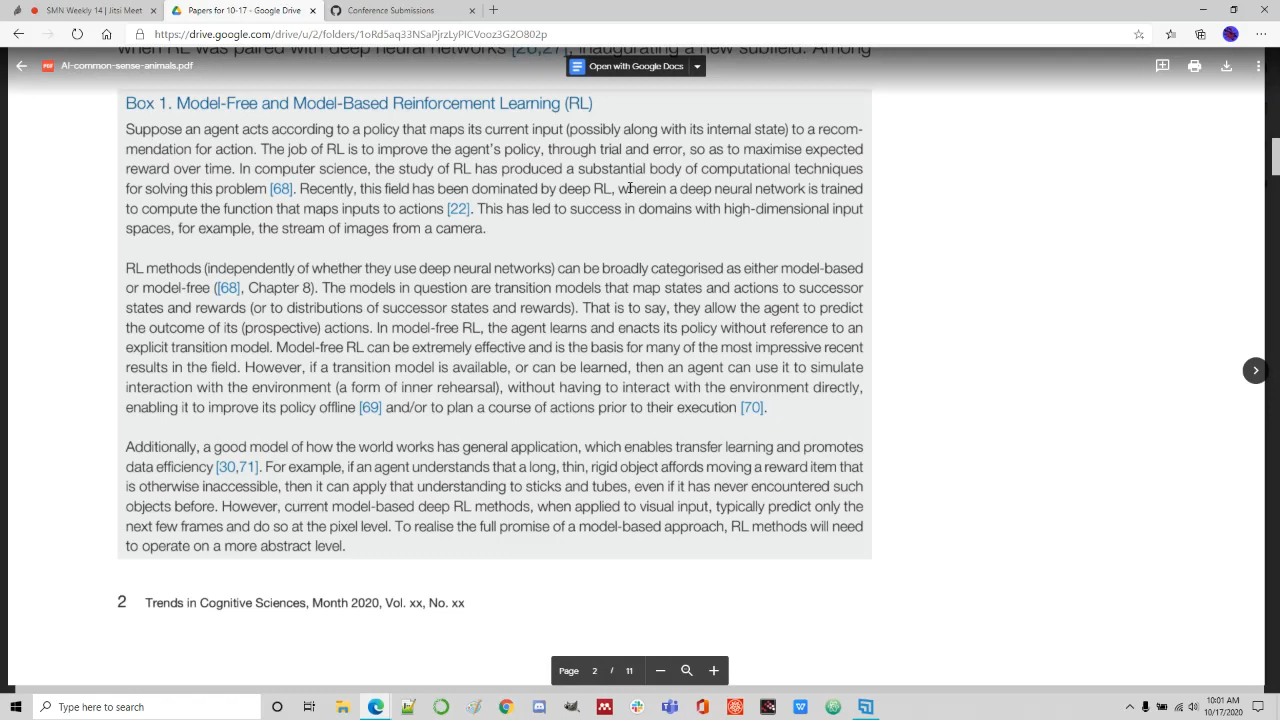 SMN Weekly 14 | Jitsi Meet
Papers for 10-17 - Google Drive
Conference Submissions
https://drive.google.com/drive/u/2/folders/1oRd5aq33NSaPjrzLyPICVooz3G2O802p
when RL was paired with deep neural networks [26,27], inaugurating a new subfield. Among
AI-common-sense-animals.pdf
Open with Google Docs
Box 1. Model-Free and Model-Based Reinforcement Learning (RL)
Suppose an agent acts according to a policy that maps its current input (possibly along with its internal state) to a recom-
mendation for action. The job of RL is to improve the agent's policy, through trial and error, so as to maximise expected
reward over time. In computer science, the study of RL has produced a substantial body of computational techniques
for solving this problem [68]. Recently, this field has been dominated by deep RL, wherein a deep neural network is trained
to compute the function that maps inputs to actions [22]. This has led to success in domains with high-dimensional input
spaces, for example, the stream of images from a camera.
RL methods (independently of whether they use deep neural networks) can be broadly categorised as either model-based
or model-free ([68], Chapter 8). The models in question are transition models that map states and actions to successor
states and rewards (or to distributions of successor states and rewards). That is to say, they allow the agent to predict
the outcome of its (prospective) actions. In model-free RL, the agent learns and enacts its policy without reference to an
explicit transition model. Model-free RL can be extremely effective and is the basis for many of the most impressive recent
results in the field. However, if a transition model is available, or can be learned, then an agent can use it to simulate
interaction with the environment (a form of inner rehearsal), without having to interact with the environment directly,
enabling it to improve its policy offline [69] and/or to plan a course of actions prior to their execution [70].
Additionally, a good model of how the world works has general application, which enables transfer learning and promotes
data efficiency [30,71]. For example, if an agent understands that a long, thin, rigid object affords moving a reward item that
is otherwise inaccessible, then it can apply that understanding to sticks and tubes, even if it has never encountered such
objects before. However, current model-based deep RL methods, when applied to visual input, typically predict only the
next few frames and do so at the pixel level. To realise the full promise of a model-based approach, RL methods will need
to operate on a more abstract level.
2 Trends in Cognitive Sciences, Month 2020, Vol. xx, No. xx
Page 2 / 11
Type here to search
10:01 AM
10/17/2020